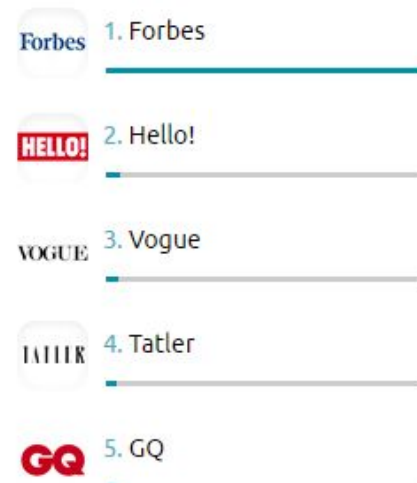 Forbes
1. Forbes
HELLO!
2. Hello!
VOGUE
3. Vogue
TATLER
4. Tatler
GQ
5. GQ